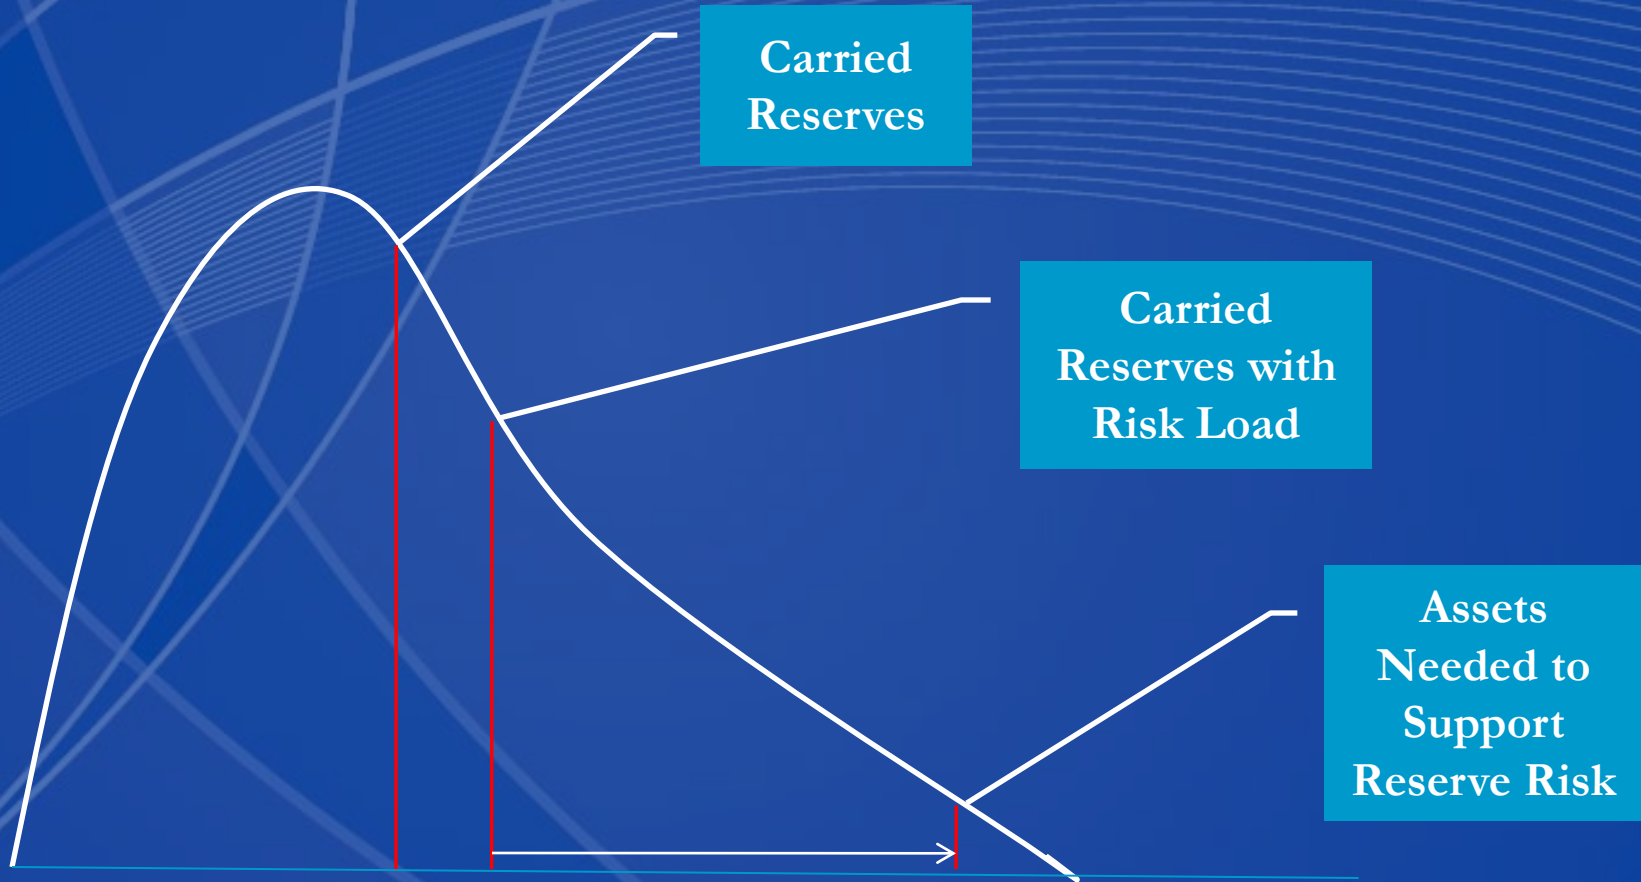 Carried
Reserves
Carried
Reserves with
Risk Load
Assets
Needed to
Support
Reserve Risk